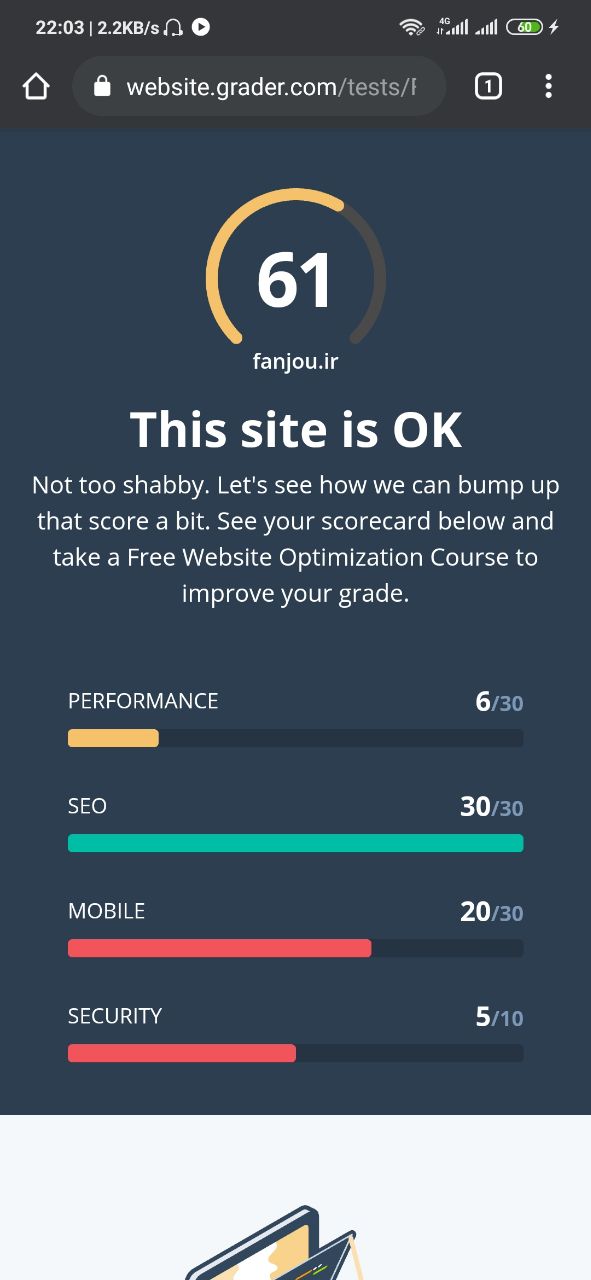 22:03 | 2.2KB/s
4G
60
website.grader.com/tests/
1
61
fanjou.ir
This site is OK
Not too shabby. Let's see how we can bump up
that score a bit. See your scorecard below and
take a Free Website Optimization Course to
improve your grade.
PERFORMANCE 6/30
SEO 30/30
MOBILE 20/30
SECURITY 5/10